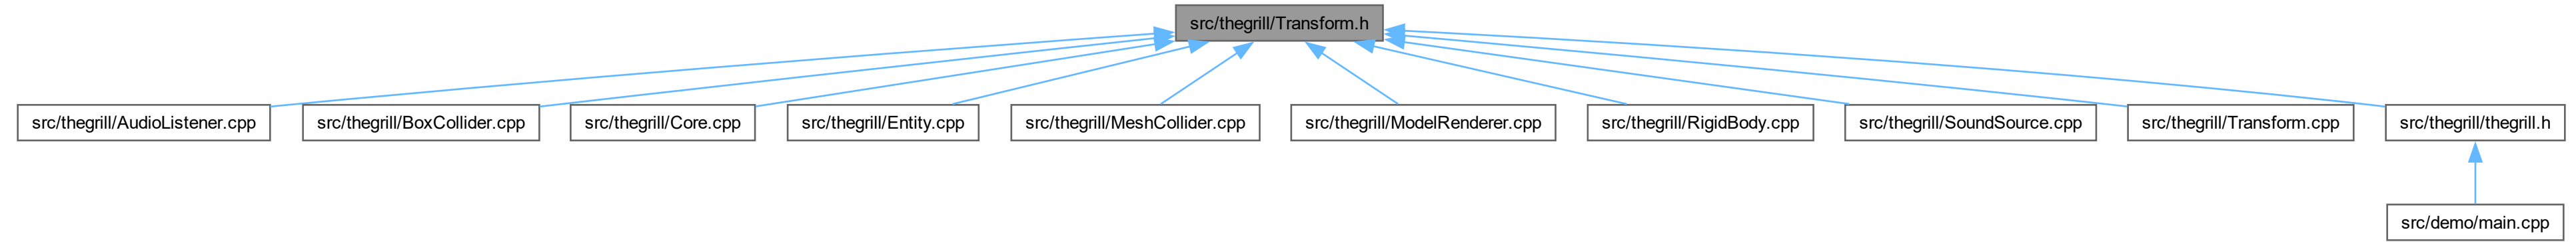 src/thegrill/Transform.h
src/thegrill/AudioListener.cpp
src/thegrill/BoxCollider.cpp
src/thegrill/Core.cpp
src/thegrill/Entity.cpp
src/thegrill/MeshCollider.cpp
src/thegrill/ModelRenderer.cpp
src/thegrill/RigidBody.cpp
src/thegrill/SoundSource.cpp
src/thegrill/Transform.cpp
src/thegrill/thegrill.h
src/demo/main.cpp